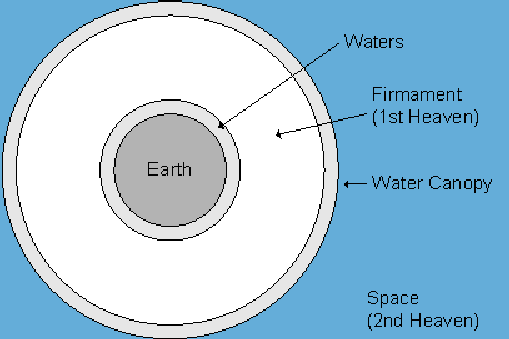 Waters
Firmament
(1st Heaven)
Earth
Water Canopy
Space
(2nd Heaven)